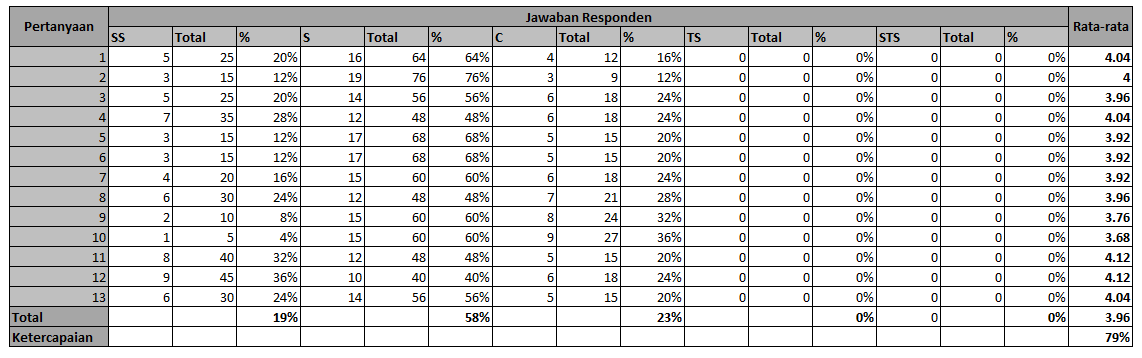 Pertanyaan Jawaban Responden Rata-rata
SS Total % S Total % C Total % TS Total % STS Total %
1 5 25 20% 16 64 64% 4 12 16% 0 0 0% 0 0 0% 4.04
2 3 15 12% 19 76 76% 3 9 12% 0 0 0% 0 0 0% 4
3 5 25 20% 14 56 56% 6 18 24% 0 0 0% 0 0 0% 3.96
4 7 35 28% 12 48 48% 6 18 24% 0 0 0% 0 0 0% 4.04
5 3 15 12% 17 68 68% 5 15 20% 0 0 0% 0 0 0% 3.92
6 3 15 12% 17 68 68% 5 15 20% 0 0 0% 0 0 0% 3.92
7 4 20 16% 15 60 60% 6 18 24% 0 0 0% 0 0 0% 3.92
8 6 30 24% 12 48 48% 7 21 28% 0 0 0% 0 0 0% 3.96
9 2 10 8% 15 60 60% 8 24 32% 0 0 0% 0 0 0% 3.76
10 1 5 4% 15 60 60% 9 27 36% 0 0 0% 0 0 0% 3.68
11 8 40 32% 12 48 48% 5 15 20% 0 0 0% 0 0 0% 4.12
12 9 45 36% 10 40 40% 6 18 24% 0 0 0% 0 0 0% 4.12
13 6 30 24% 14 56 56% 5 15 20% 0 0 0% 0 0 0% 4.04
Total 19% 58% 23% 0% 0 0% 3.96
Ketercapaian 79%